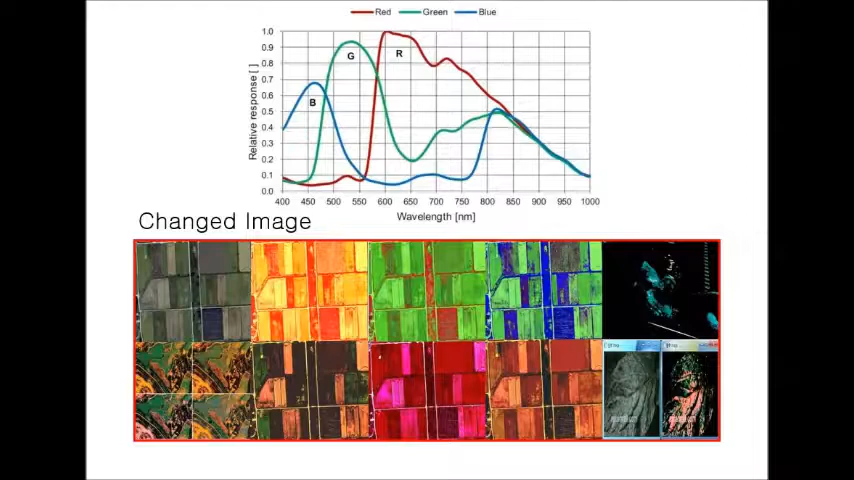 Red Green Blue
1.0
0.9
0.8
0.7
0.6
0.5
0.4
0.3
0.2
0.1
0.0
Relative response [ ]
B
G
R
400 450 500 550 600 650 700 750 800 850 900 950 1000
Wavelength [nm]
Changed Image